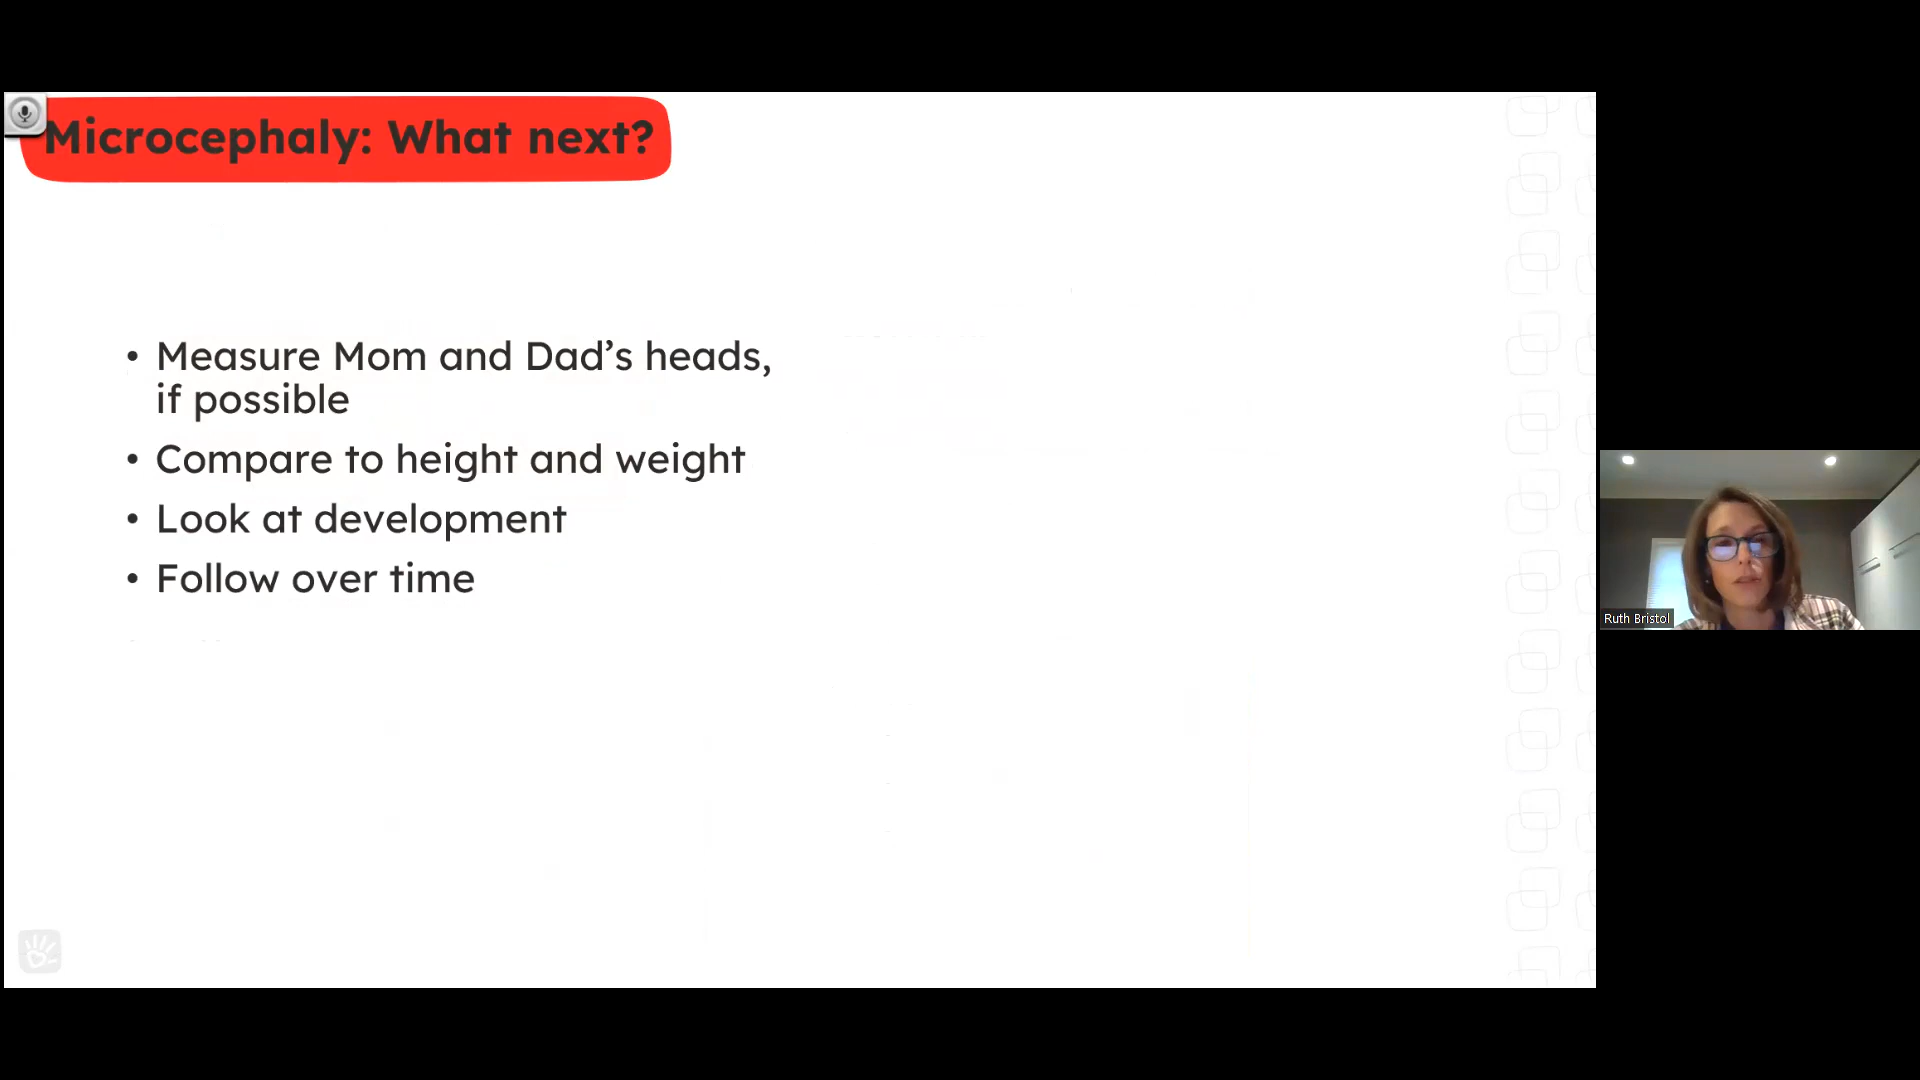 Microcephaly: What next?
• Measure Mom and Dad’s heads,
if possible
• Compare to height and weight
• Look at development
• Follow over time
Ruth Bristol